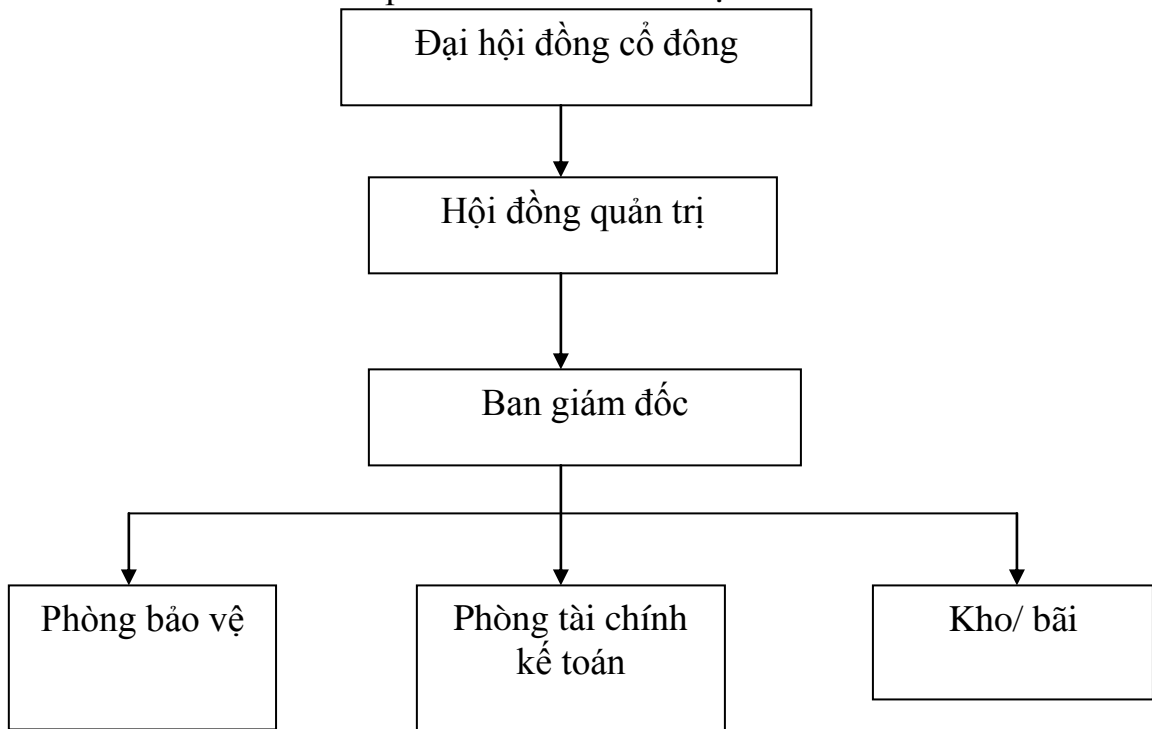 Đại hội đồng cổ đông
Hội đồng quản trị
Ban giám đốc
Phòng bảo vệ
Phòng tài chính
kế toán
Kho/ bãi